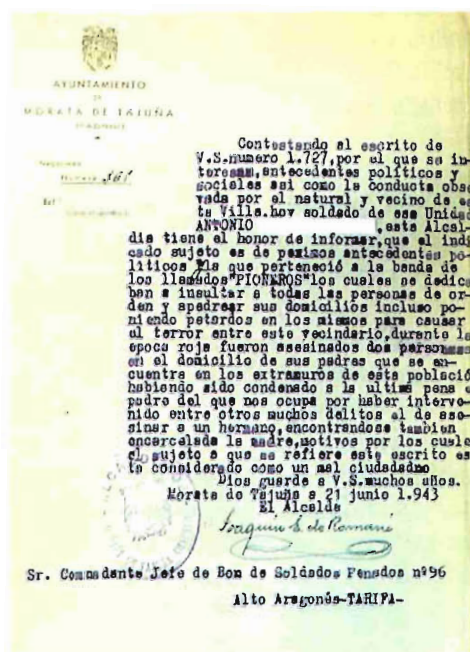 AYUNTAMIENTO
DE
MORATA DE TAJUÑA
Contestando al escrito de
V.S.numero 1.727,por el que se in-
teresan,antecedentes politicos y
sociales asi como la conducta obser
vada por el natural y vecino de es
ta Villa.hoy soldado de esa Unidad
ANTONIO ,esta Alcal-
dia tiene el honor de informar,que el indi
cado sujeto es de pesimos antecedentes po-
liticos la que perteneció a la banda de
los llamados"PIONEROS"los cuales se dedica
ban a insultar a todas las personas de or-
den y apedrear sus domicilios incluso po-
niendo petardos en los mismos para causar
el terror entre este vecindario,durante la
epoca roja fueron asesinados dos personas
en el domicilio de sus padres que se en-
cuentra en los extramuros de esta població
habiendo sido condenado a la ultima pena el
padre del que nos ocupa por haber interve-
nido entre otros muchos delitos al de ase-
sinar a un hermano,encontrandose tambien
encarcelada la madre,motivos por los cuale
el sujeto a que se refiere este escrito es
ta considerado como un mal ciudadadno
Dios guarde a V.S.muchos años.
Morata de Tajuña a 21 junio 1.943
El Alcalde
Sr. Commadante Jefe de Bon de Soldados Penados nº96
Alto Aragonés-TARIFA-